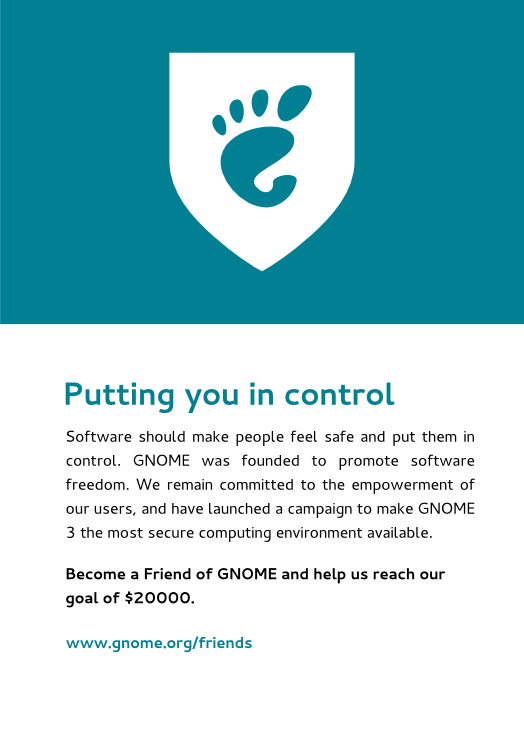 Putting you in control
Software should make people feel safe and put them in
control. GNOME was founded to promote software
freedom. We remain committed to the empowerment of
our users, and have launched a campaign to make GNOME
3 the most secure computing environment available.
Become a Friend of GNOME and help us reach our
goal of $20000.
www.gnome.org/friends